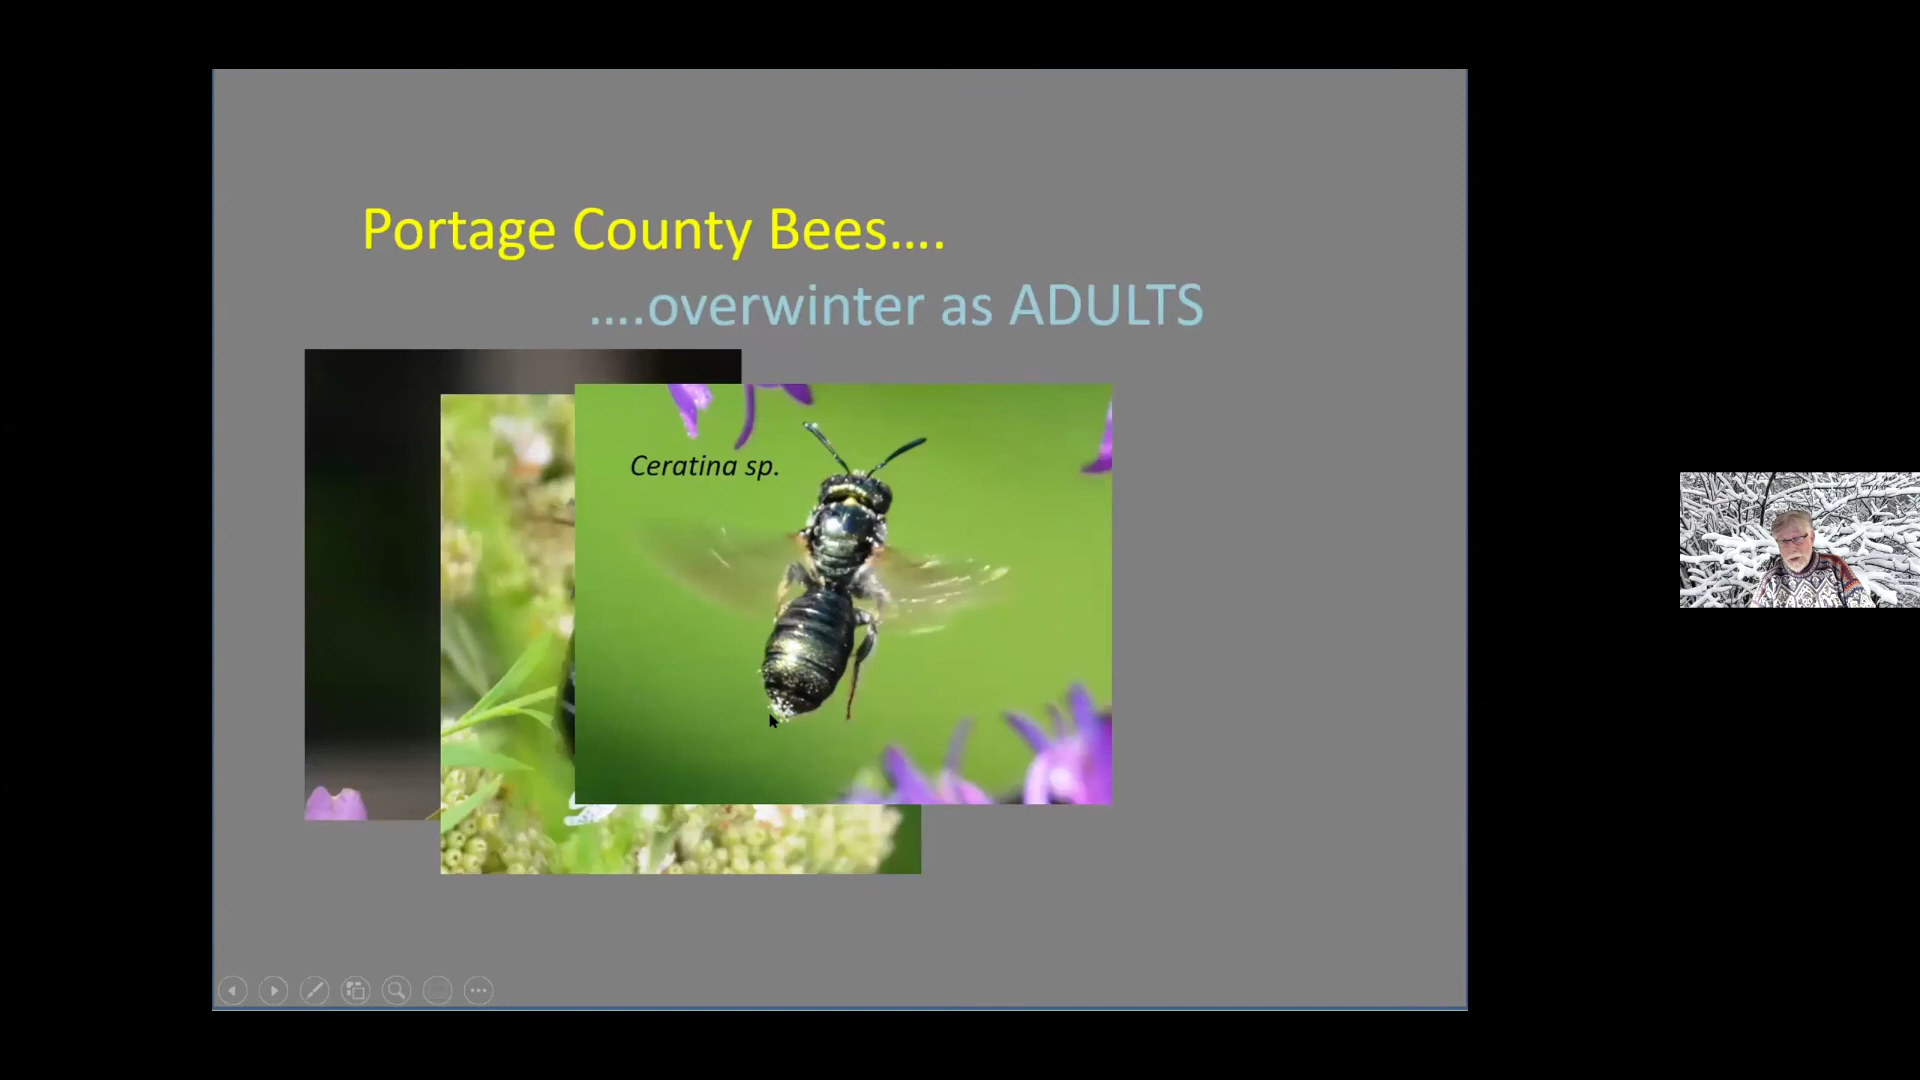 Portage County Bees....
....overwinter as ADULTS
Ceratina sp.